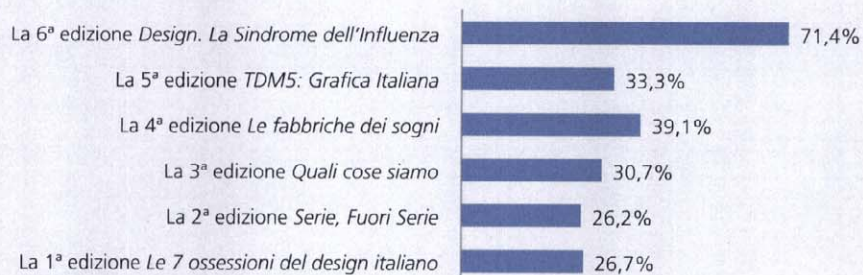 La 6ª edizione Design. La Sindrome dell'Influenza 71,4%
La 5ª edizione TDM5: Grafica Italiana 33,3%
La 4ª edizione Le fabbriche dei sogni 39,1%
La 3ª edizione Quali cose siamo 30,7%
La 2ª edizione Serie, Fuori Serie 26,2%
La 1ª edizione Le 7 ossessioni del design italiano 26,7%